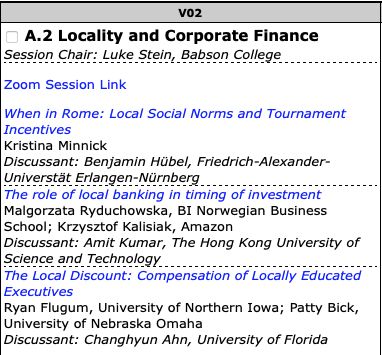 V02
A.2 Locality and Corporate Finance
Session Chair: Luke Stein, Babson College
Zoom Session Link
When in Rome: Local Social Norms and Tournament
Incentives
Kristina Minnick
Discussant: Benjamin Hübel, Friedrich-Alexander-
Universtät Erlangen-Nürnberg
The role of local banking in timing of investment
Malgorzata Ryduchowska, BI Norwegian Business
School; Krzysztof Kalisiak, Amazon
Discussant: Amit Kumar, The Hong Kong University of
Science and Technology
The Local Discount: Compensation of Locally Educated
Executives
Ryan Flugum, University of Northern Iowa; Patty Bick,
University of Nebraska Omaha
Discussant: Changhyun Ahn, University of Florida